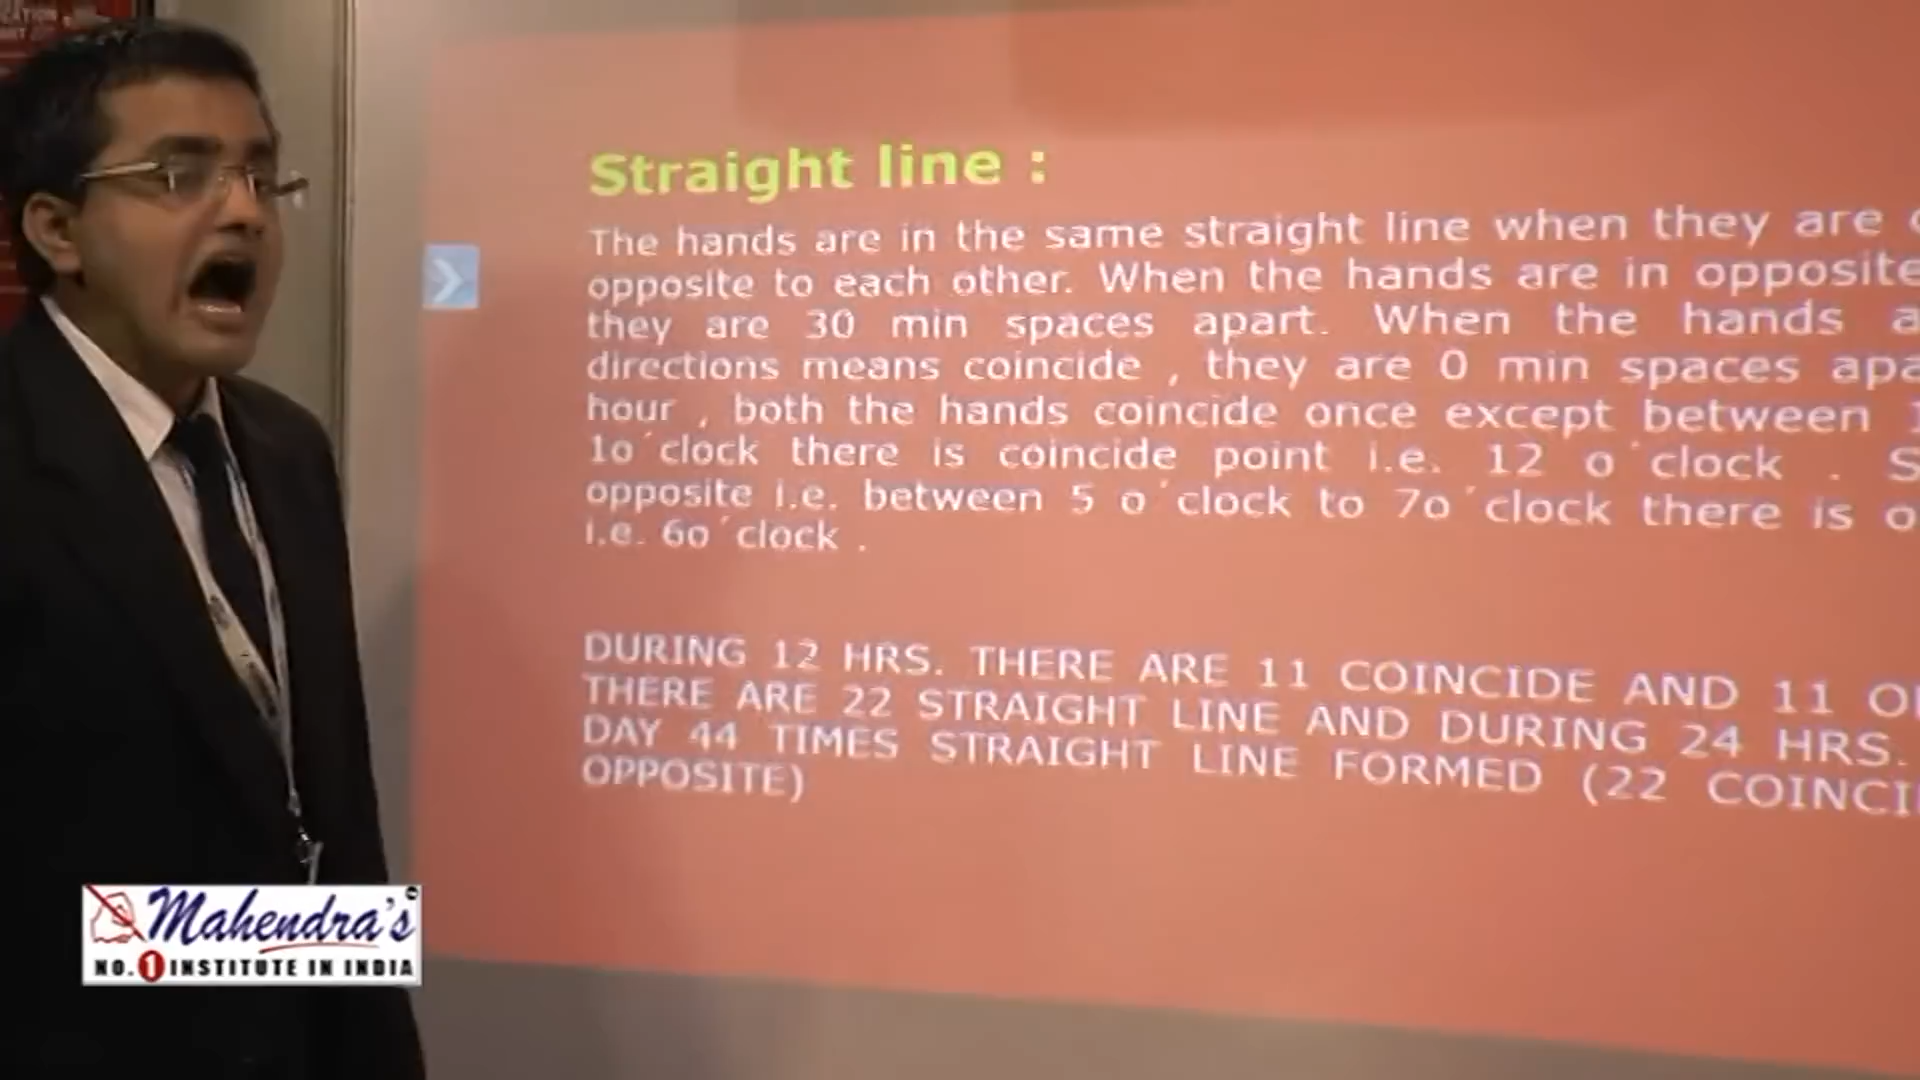 Straight line :
The hands are in the same straight line when they are
opposite to each other. When the hands are in opposite
they are 30 min spaces apart. When the hands
directions means coincide , they are 0 min spaces
hour , both the hands coincide once except between
1o´clock there is coincide point i.e. 12 o´clock .
opposite i.e. between 5 o´clock to 7o´clock there is
i.e. 6o´clock .
DURING 12 HRS. THERE ARE 11 COINCIDE AND 11
THERE ARE 22 STRAIGHT LINE AND DURING 24 HRS.
DAY 44 TIMES STRAIGHT LINE FORMED (22
OPPOSITE)
Mahendra's
NO.1 INSTITUTE IN INDIA